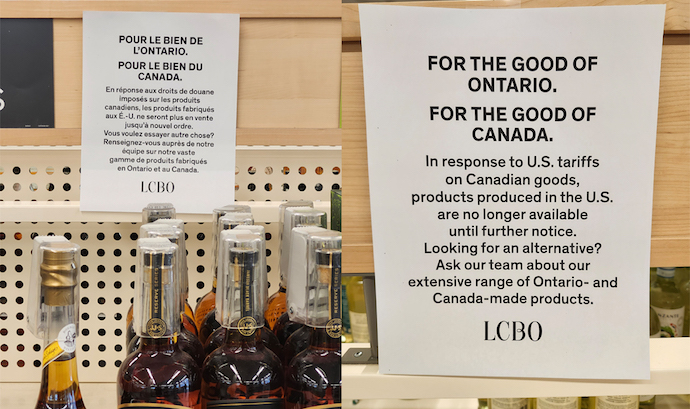 POUR LE BIEN DE
L'ONTARIO.
POUR LE BIEN DU
CANADA.
En réponse aux droits de douane
imposés sur les produits
canadiens, les produits fabriqués
aux É.-U. ne seront plus en vente
jusqu'à nouvel ordre.
Vous voulez essayer autre chose?
Renseignez-vous auprès de notre
équipe sur notre vaste
gamme de produits fabriqués
en Ontario et au Canada.
LCBO
FOR THE GOOD OF
ONTARIO.
FOR THE GOOD OF
CANADA.
In response to U.S. tariffs
on Canadian goods,
products produced in the U.S.
are no longer available
until further notice.
Looking for an alternative?
Ask our team about our
extensive range of Ontario- and
Canada-made products.
LCBO